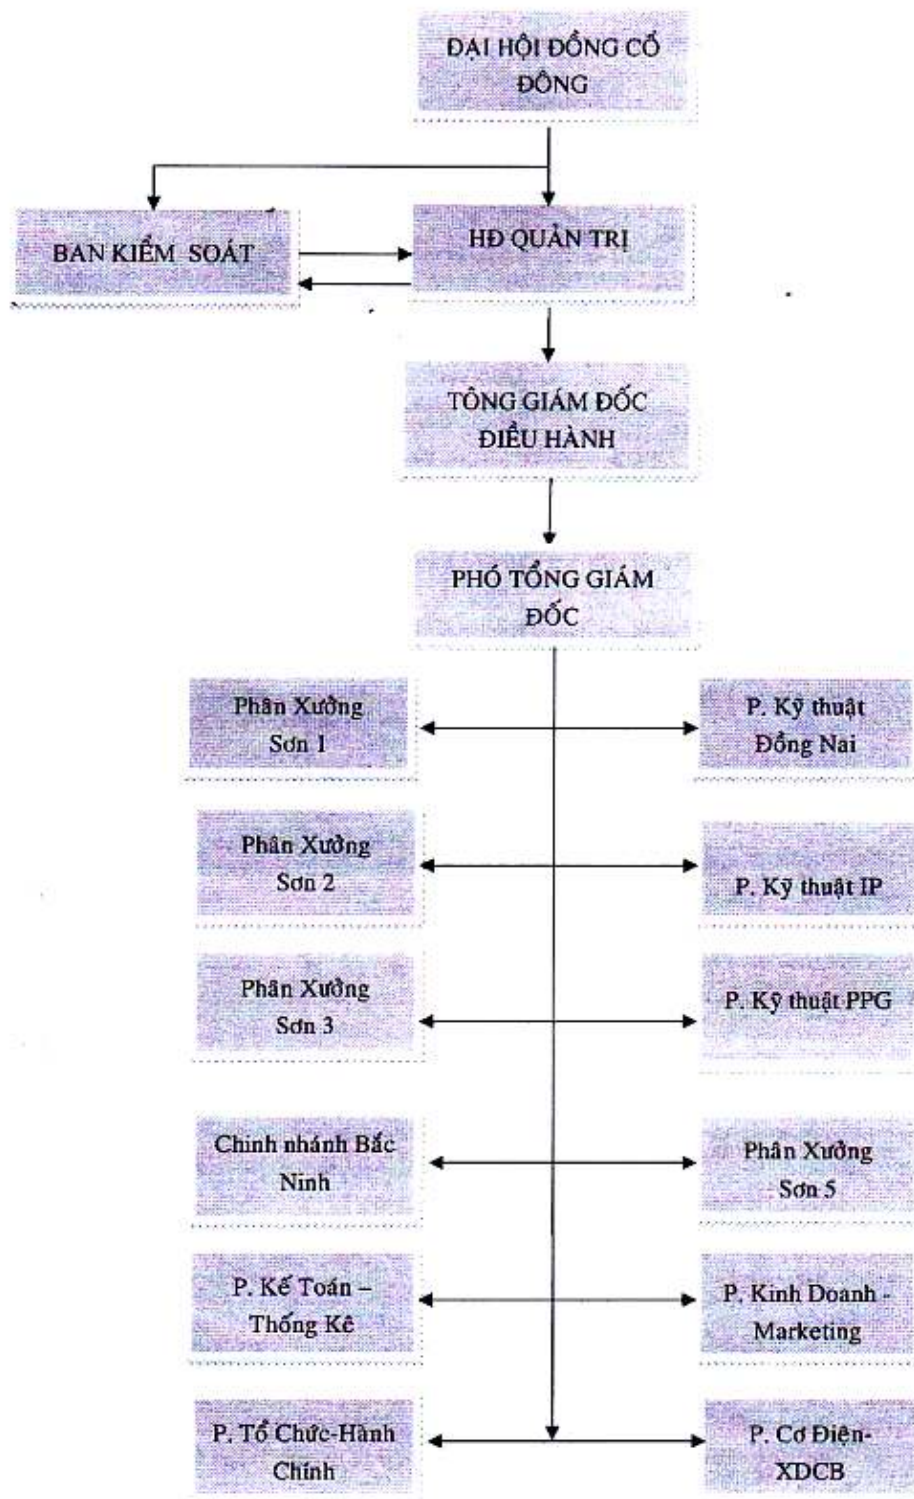 ĐẠI HỘI ĐỒNG CỔ
ĐÔNG
BAN KIỂM SOÁT
HĐ QUẢN TRỊ
TÔNG GIÁM ĐỐC
ĐIỀU HÀNH
PHÓ TỔNG GIÁM
ĐỐC
Phân Xưởng
Sơn 1
P. Kỹ thuật
Đồng Nai
Phân Xưởng
Sơn 2
P. Kỹ thuật IP
Phân Xưởng
Sơn 3
P. Kỹ thuật PPG
Chinh nhánh Bắc
Ninh
Phân Xưởng
Sơn 5
P. Kế Toán –
Thống Kê
P. Kinh Doanh -
Marketing
P. Tổ Chức-Hành
Chính
P. Cơ Điện-
XDCB